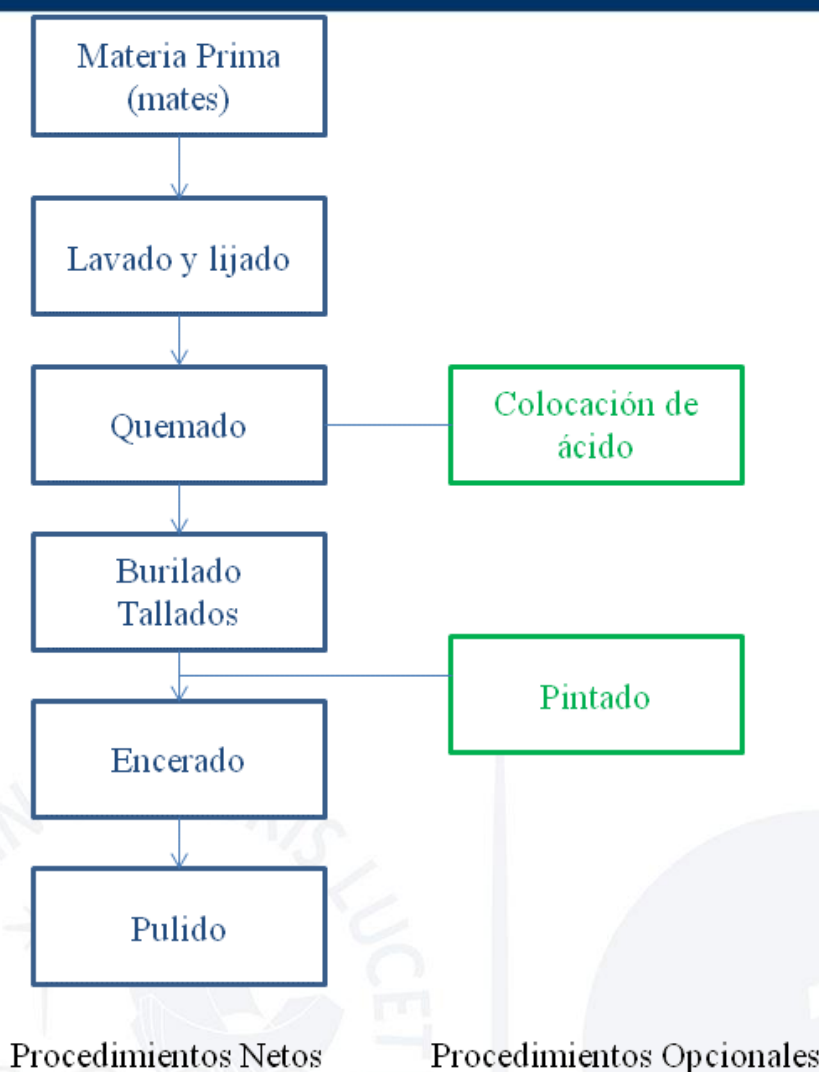 Materia Prima
(mates)
Lavado y lijado
Quemado
Colocación de
ácido
Burilado
Tallados
Pintado
Encerado
Pulido
Procedimientos Netos
Procedimientos Opcionales